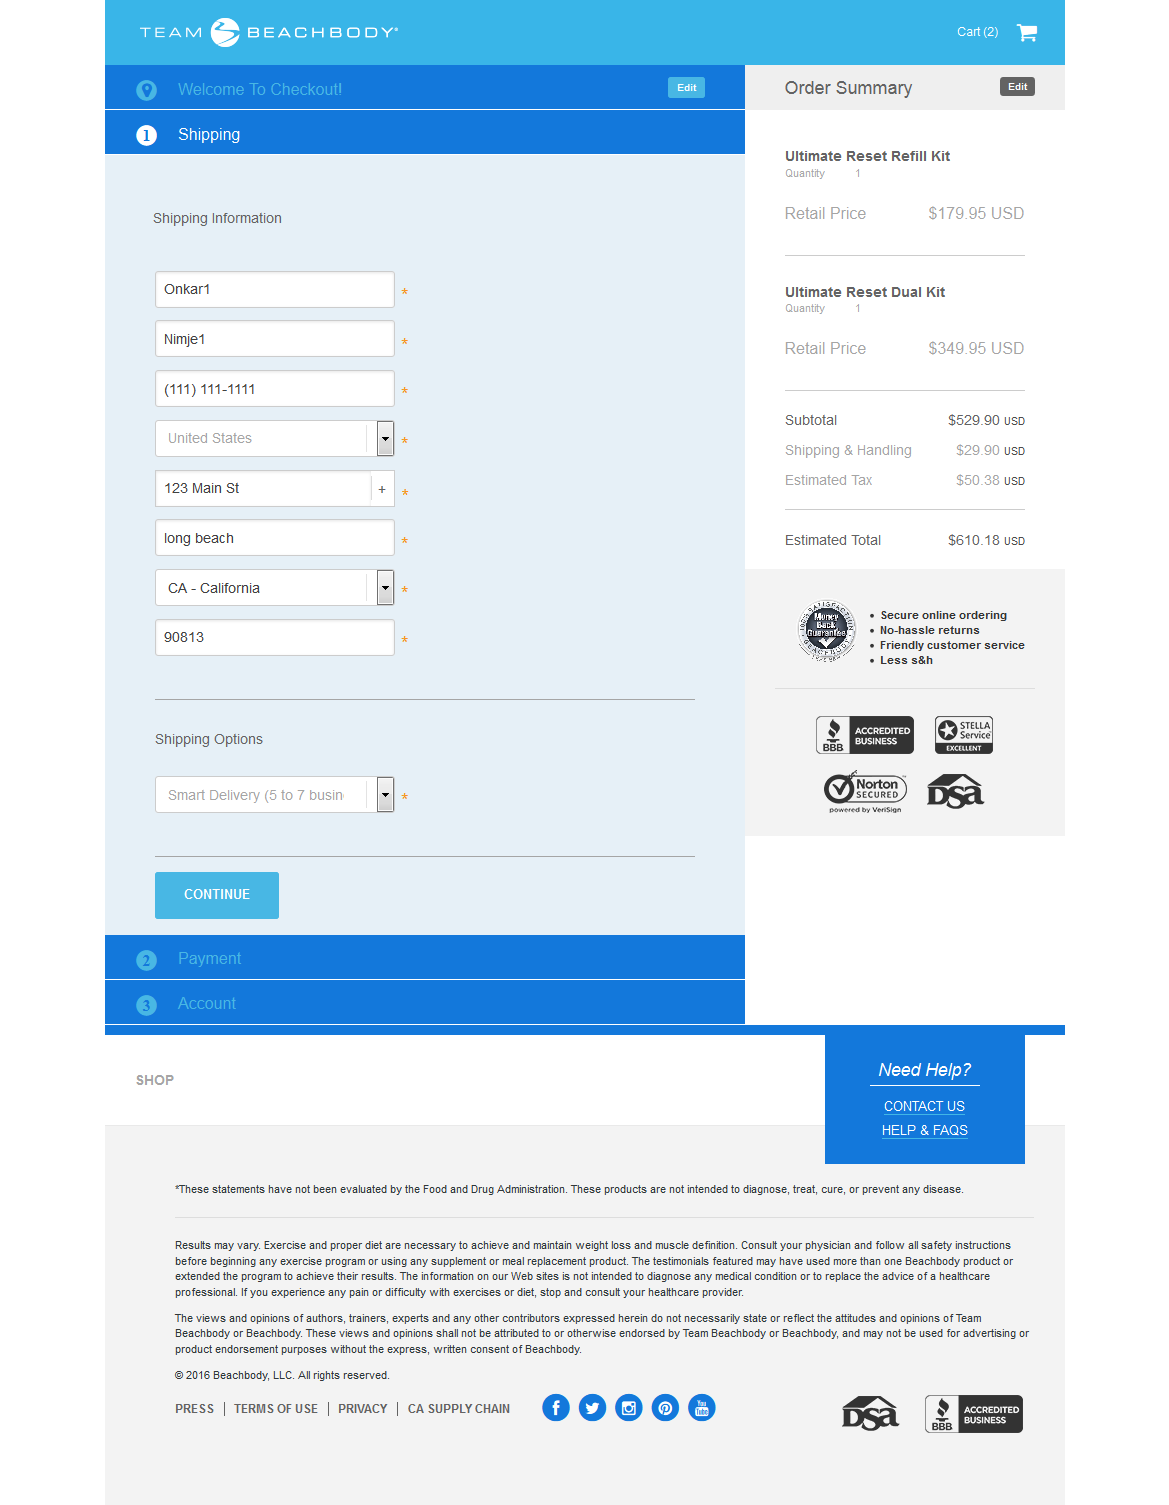 TEAM BEACHBODY
Cart (2)
Welcome To Checkout!
Edit
1 Shipping
Shipping Information
Onkar1
*
Nimje1
*
(111) 111-1111
*
United States
*
123 Main St
+
*
long beach
*
CA - California
*
90813
*
Shipping Options
Smart Delivery (5 to 7 busin
*
CONTINUE
2 Payment
3 Account
Order Summary
Edit
Ultimate Reset Refill Kit
Quantity 1
Retail Price $179.95 USD
Ultimate Reset Dual Kit
Quantity 1
Retail Price $349.95 USD
Subtotal $529.90 USD
Shipping & Handling $29.90 USD
Estimated Tax $50.38 USD
Estimated Total $610.18 USD
Money
Back
Guarantee
• Secure online ordering
• No-hassle returns
• Friendly customer service
• Less s&h
BBB ACCREDITED
BUSINESS
STELLA
Service
EXCELLENT
Norton
SECURED
powered by VeriSign
DSA
SHOP
Need Help?
CONTACT US
HELP & FAQS
*These statements have not been evaluated by the Food and Drug Administration. These products are not intended to diagnose, treat, cure, or prevent any disease.
Results may vary. Exercise and proper diet are necessary to achieve and maintain weight loss and muscle definition. Consult your physician and follow all safety instructions
before beginning any exercise program or using any supplement or meal replacement product. The testimonials featured may have used more than one Beachbody product or
extended the program to achieve their results. The information on our Web sites is not intended to diagnose any medical condition or to replace the advice of a healthcare
professional. If you experience any pain or difficulty with exercises or diet, stop and consult your healthcare provider.
The views and opinions of authors, trainers, experts and any other contributors expressed herein do not necessarily state or reflect the attitudes and opinions of Team
Beachbody or Beachbody. These views and opinions shall not be attributed to or otherwise endorsed by Team Beachbody or Beachbody, and may not be used for advertising or
product endorsement purposes without the express, written consent of Beachbody.
© 2016 Beachbody, LLC. All rights reserved.
PRESS | TERMS OF USE | PRIVACY | CA SUPPLY CHAIN
You
Tube
DSA
BBB ACCREDITED
BUSINESS